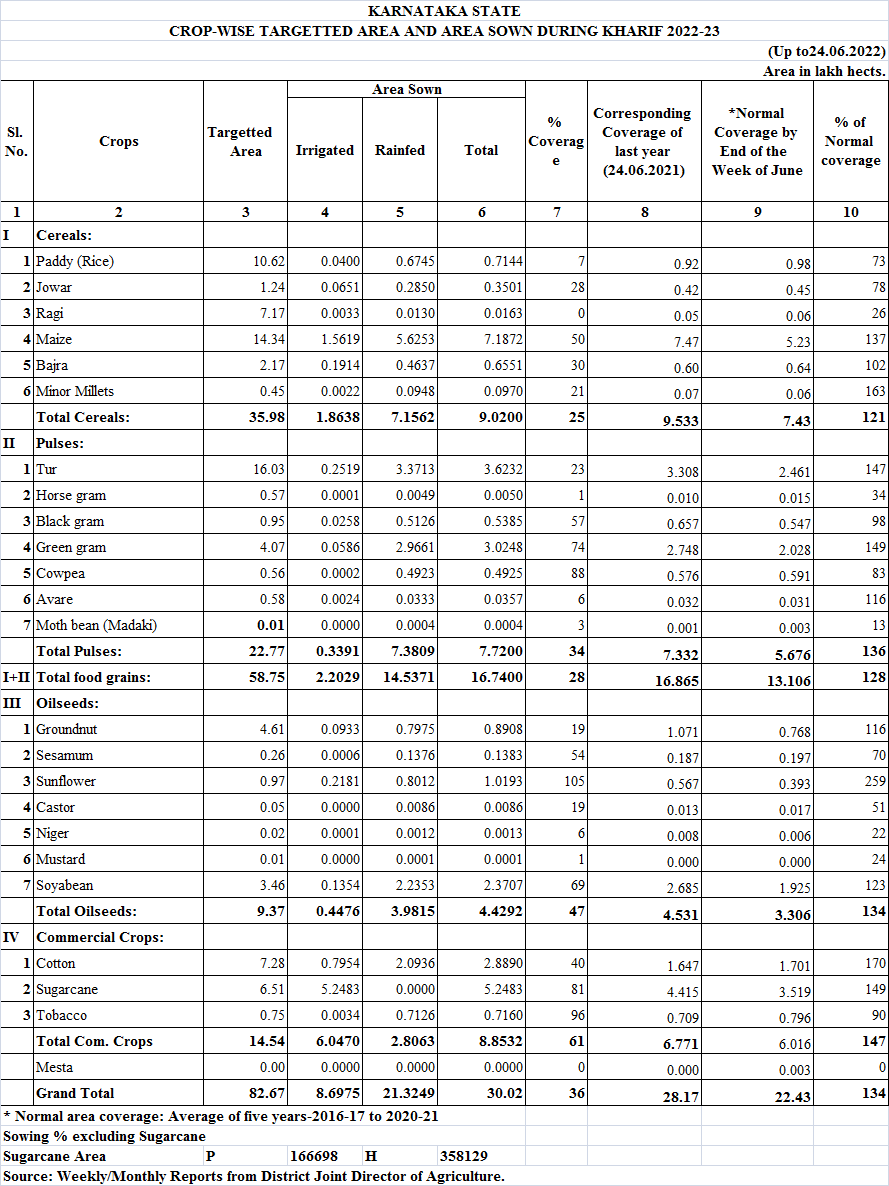 KARNATAKA STATE
CROP-WISE TARGETTED AREA AND AREA SOWN DURING KHARIF 2022-23
(Up to24.06.2022)
Area in lakh hects.
Sl. No. Crops Targetted Area Area Sown Irrigated Rainfed Total % Coverag e Corresponding Coverage of last year (24.06.2021) *Normal Coverage by End of the Week of June % of Normal coverage
1 2 3 4 5 6 7 8 9 10
I Cereals:
1 Paddy (Rice) 10.62 0.0400 0.6745 0.7144 7 0.92 0.98 73
2 Jowar 1.24 0.0651 0.2850 0.3501 28 0.42 0.45 78
3 Ragi 7.17 0.0033 0.0130 0.0163 0 0.05 0.06 26
4 Maize 14.34 1.5619 5.6253 7.1872 50 7.47 5.23 137
5 Bajra 2.17 0.1914 0.4637 0.6551 30 0.60 0.64 102
6 Minor Millets 0.45 0.0022 0.0948 0.0970 21 0.07 0.06 163
Total Cereals: 35.98 1.8638 7.1562 9.0200 25 9.533 7.43 121
II Pulses:
1 Tur 16.03 0.2519 3.3713 3.6232 23 3.308 2.461 147
2 Horse gram 0.57 0.0001 0.0049 0.0050 1 0.010 0.015 34
3 Black gram 0.95 0.0258 0.5126 0.5385 57 0.657 0.547 98
4 Green gram 4.07 0.0586 2.9661 3.0248 74 2.748 2.028 149
5 Cowpea 0.56 0.0002 0.4923 0.4925 88 0.576 0.591 83
6 Avare 0.58 0.0024 0.0333 0.0357 6 0.032 0.031 116
7 Moth bean (Madaki) 0.01 0.0000 0.0004 0.0004 3 0.001 0.003 13
Total Pulses: 22.77 0.3391 7.3809 7.7200 34 7.332 5.676 136
I+II Total food grains: 58.75 2.2029 14.5371 16.7400 28 16.865 13.106 128
III Oilseeds:
1 Groundnut 4.61 0.0933 0.7975 0.8908 19 1.071 0.768 116
2 Sesamum 0.26 0.0006 0.1376 0.1383 54 0.187 0.197 70
3 Sunflower 0.97 0.2181 0.8012 1.0193 105 0.567 0.393 259
4 Castor 0.05 0.0000 0.0086 0.0086 19 0.013 0.017 51
5 Niger 0.02 0.0001 0.0012 0.0013 6 0.008 0.006 22
6 Mustard 0.01 0.0000 0.0001 0.0001 1 0.000 0.000 24
7 Soyabean 3.46 0.1354 2.2353 2.3707 69 2.685 1.925 123
Total Oilseeds: 9.37 0.4476 3.9815 4.4292 47 4.531 3.306 134
IV Commercial Crops:
1 Cotton 7.28 0.7954 2.0936 2.8890 40 1.647 1.701 170
2 Sugarcane 6.51 5.2483 0.0000 5.2483 81 4.415 3.519 149
3 Tobacco 0.75 0.0034 0.7126 0.7160 96 0.709 0.796 90
Total Com. Crops 14.54 6.0470 2.8063 8.8532 61 6.771 6.016 147
Mesta 0.00 0.0000 0.0000 0.0000 0 0.000 0.003 0
Grand Total 82.67 8.6975 21.3249 30.02 36 28.17 22.43 134
* Normal area coverage: Average of five years-2016-17 to 2020-21
Sowing % excluding Sugarcane
Sugarcane Area P 166698 H 358129
Source: Weekly/Monthly Reports from District Joint Director of Agriculture.